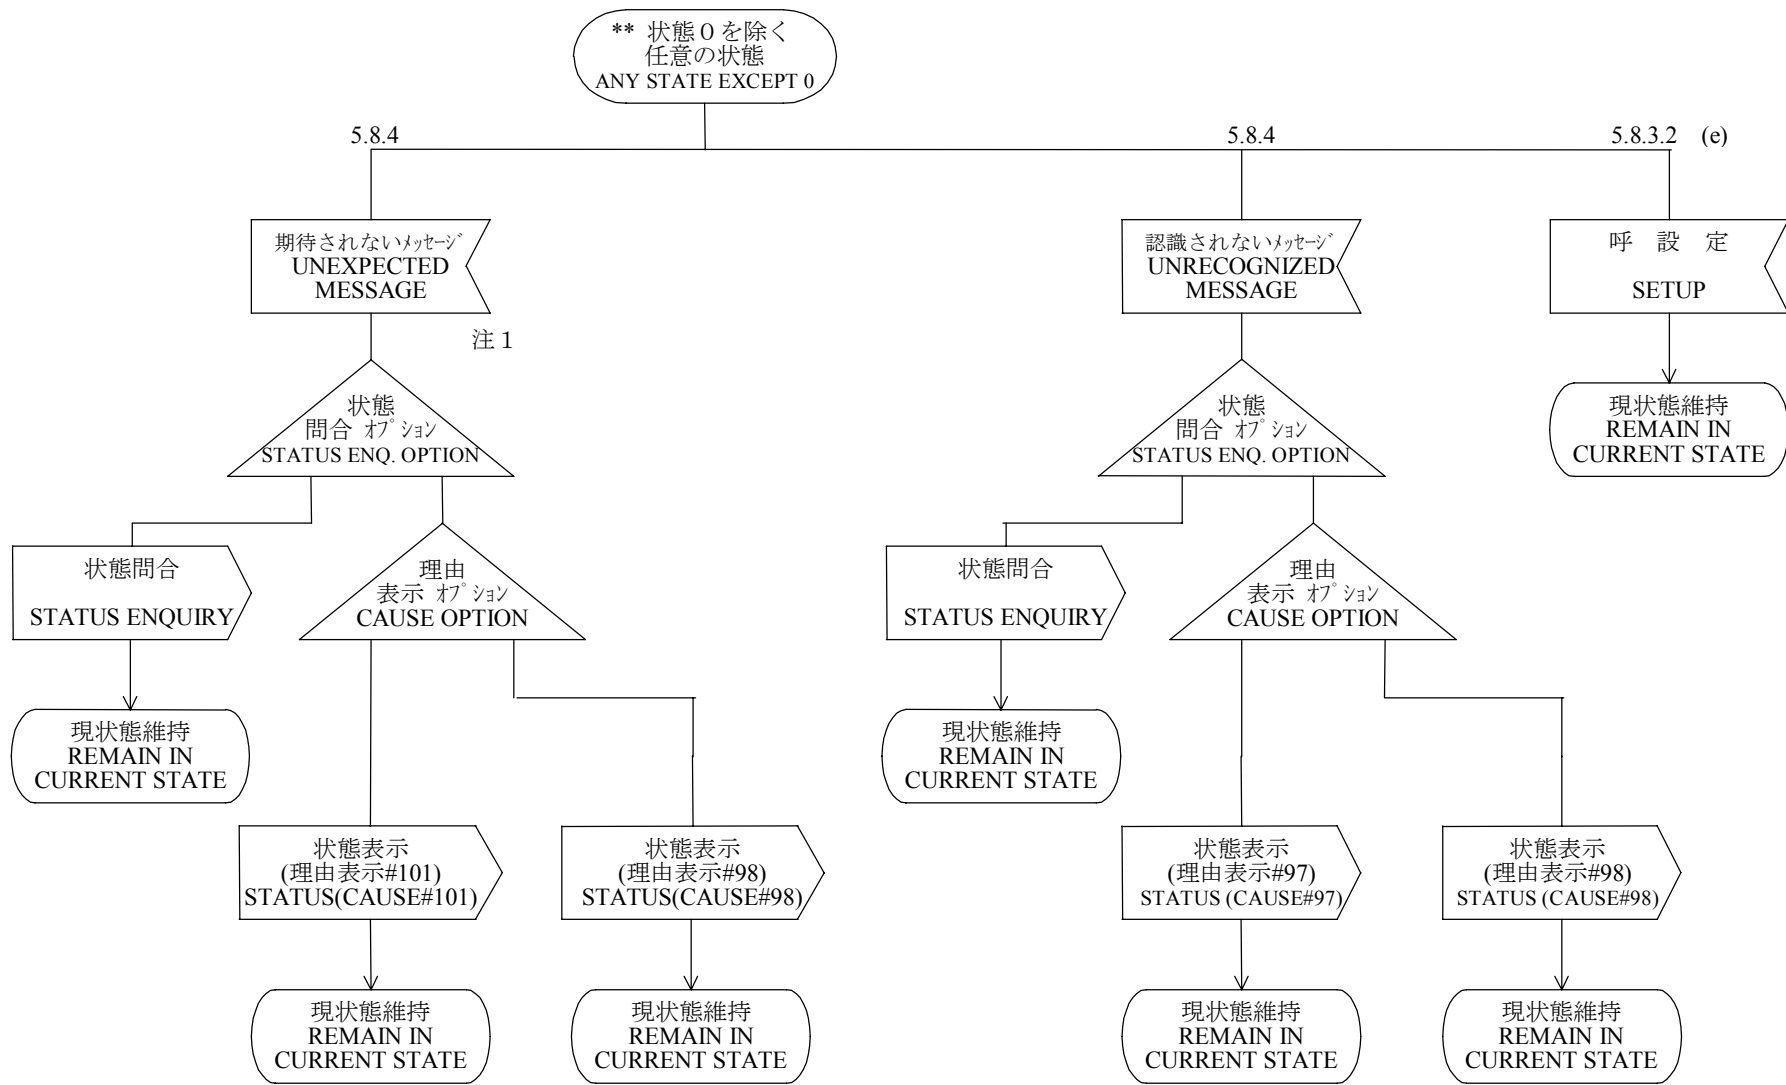 ** 状態０を除く
任意の状態
ANY STATE EXCEPT 0
5.8.4
5.8.4
5.8.3.2 (e)
期待されないﾒｯｾｰｼﾞ
UNEXPECTED
MESSAGE
認識されないﾒｯｾｰｼﾞ
UNRECOGNIZED
MESSAGE
呼 設 定
SETUP
注１
状態
問合 ｵﾌﾟｼｮﾝ
STATUS ENQ. OPTION
状態
問合 ｵﾌﾟｼｮﾝ
STATUS ENQ. OPTION
現状態維持
REMAIN IN
CURRENT STATE
状態問合
STATUS ENQUIRY
理由
表示 ｵﾌﾟｼｮﾝ
CAUSE OPTION
状態問合
STATUS ENQUIRY
理由
表示 ｵﾌﾟｼｮﾝ
CAUSE OPTION
現状態維持
REMAIN IN
CURRENT STATE
現状態維持
REMAIN IN
CURRENT STATE
状態表示
(理由表示#101)
STATUS(CAUSE#101)
状態表示
(理由表示#98)
STATUS(CAUSE#98)
状態表示
(理由表示#97)
STATUS (CAUSE#97)
状態表示
(理由表示#98)
STATUS (CAUSE#98)
現状態維持
REMAIN IN
CURRENT STATE
現状態維持
REMAIN IN
CURRENT STATE
現状態維持
REMAIN IN
CURRENT STATE
現状態維持
REMAIN IN
CURRENT STATE